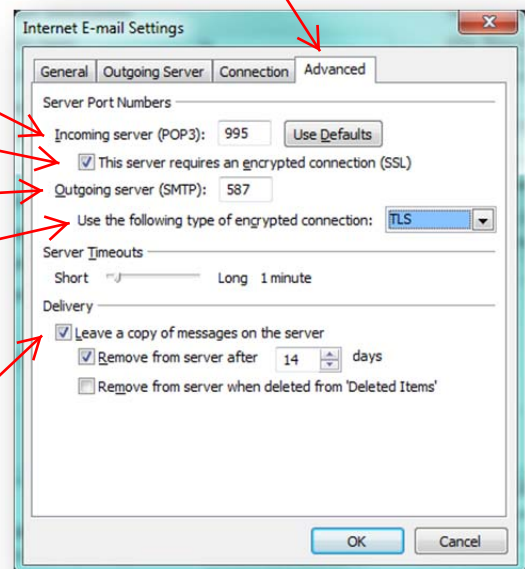 Internet E-mail Settings
General Outgoing Server Connection Advanced
Server Port Numbers
Incoming server (POP3): 995 Use Defaults
This server requires an encrypted connection (SSL)
Outgoing server (SMTP): 587
Use the following type of encrypted connection: TLS
Server Timeouts
Short Long 1 minute
Delivery
Leave a copy of messages on the server
Remove from server after 14 days
Remove from server when deleted from 'Deleted Items'
OK Cancel